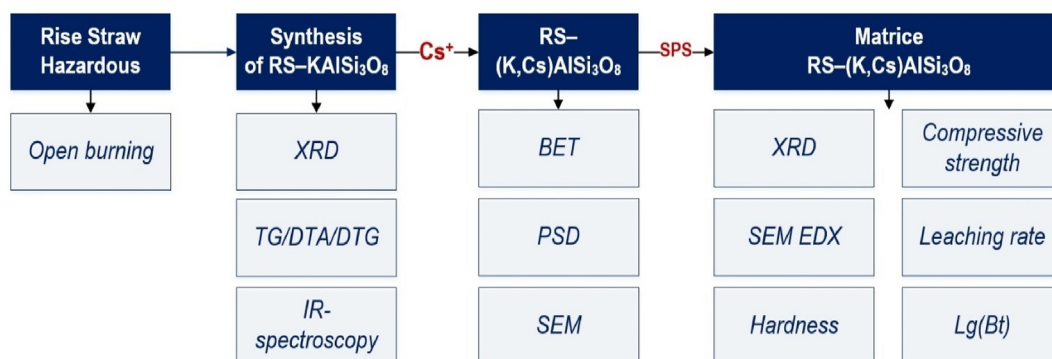 Rise Straw
Hazardous
Synthesis
of RS–KAlSi₃O₈
Cs⁺
RS–
(K,Cs)AlSi₃O₈
SPS
Matrice
RS–(K,Cs)AlSi₃O₈
Open burning
XRD
BET
XRD
Compressive
strength
TG/DTA/DTG
PSD
SEM EDX
Leaching rate
IR-
spectroscopy
SEM
Hardness
Lg(Bt)